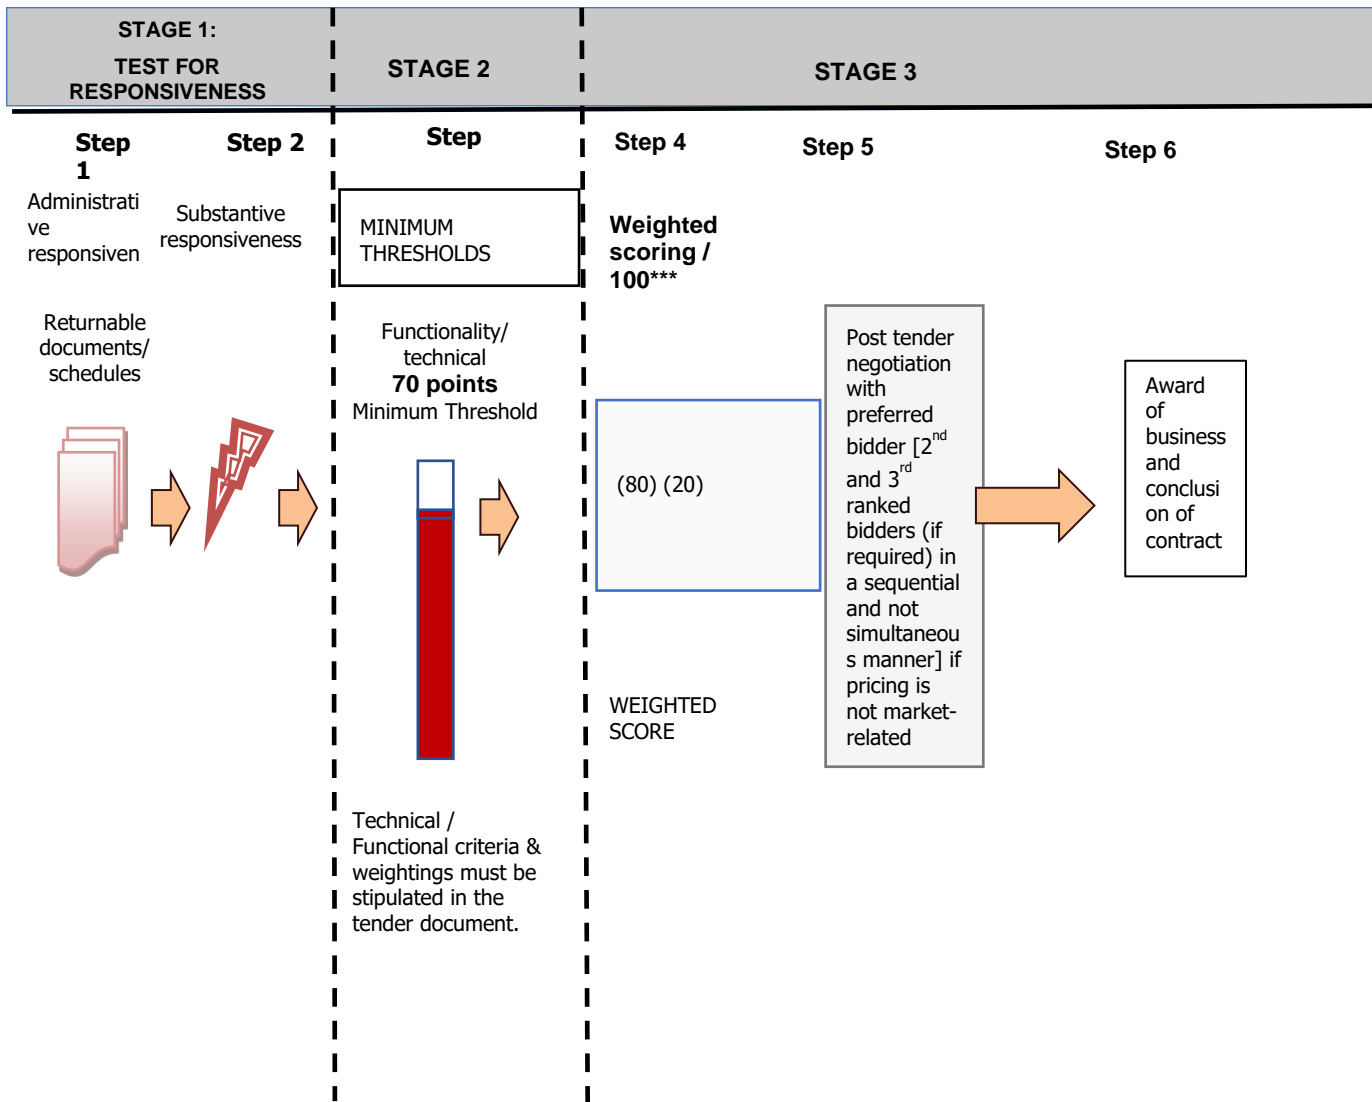 STAGE 1:
TEST FOR
RESPONSIVENESS
STAGE 2
STAGE 3
Step
1
Step 2
Step
Step 4
Step 5
Step 6
Administrati
ve
responsiven
Substantive
responsiveness
MINIMUM
THRESHOLDS
Weighted
scoring /
100***
Returnable
documents/
schedules
Functionality/
technical
70 points
Minimum Threshold
(80) (20)
Post tender
negotiation
with
preferred
bidder [2nd
and 3rd
ranked
bidders (if
required) in
a sequential
and not
simultaneou
s manner] if
pricing is
not market-
related
Award
of
business
and
conclusi
on of
contract
WEIGHTED
SCORE
Technical /
Functional criteria &
weightings must be
stipulated in the
tender document.